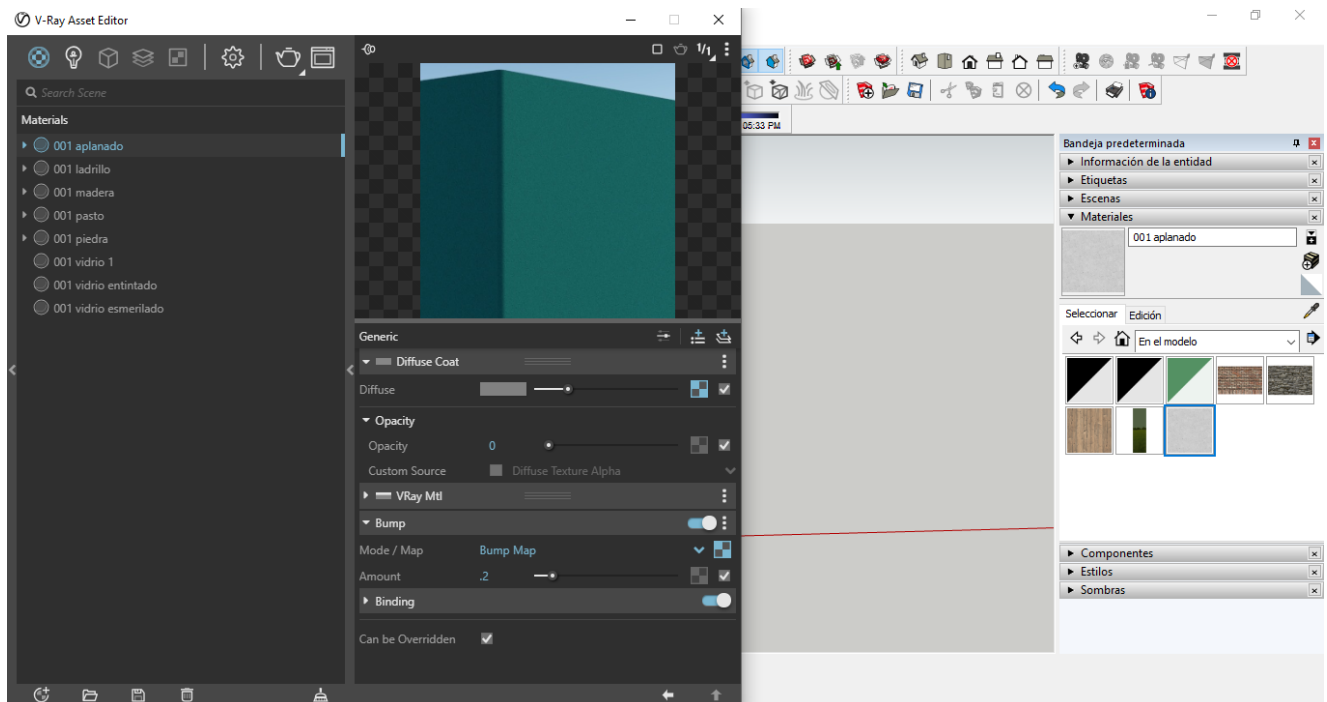 V-Ray Asset Editor
1/1
Search Scene
Materials
001 aplanado
001 ladrillo
001 madera
001 pasto
001 piedra
001 vidrio 1
001 vidrio entintado
001 vidrio esmerilado
Generic
Diffuse Coat
Diffuse
Opacity
Opacity 0
Custom Source Diffuse Texture Alpha
VRay Mtl
Bump
Mode / Map Bump Map
Amount .2
Binding
Can be Overridden
05:33 PM
Bandeja predeterminada
Información de la entidad
Etiquetas
Escenas
Materiales
001 aplanado
Seleccionar Edición
En el modelo
Componentes
Estilos
Sombras